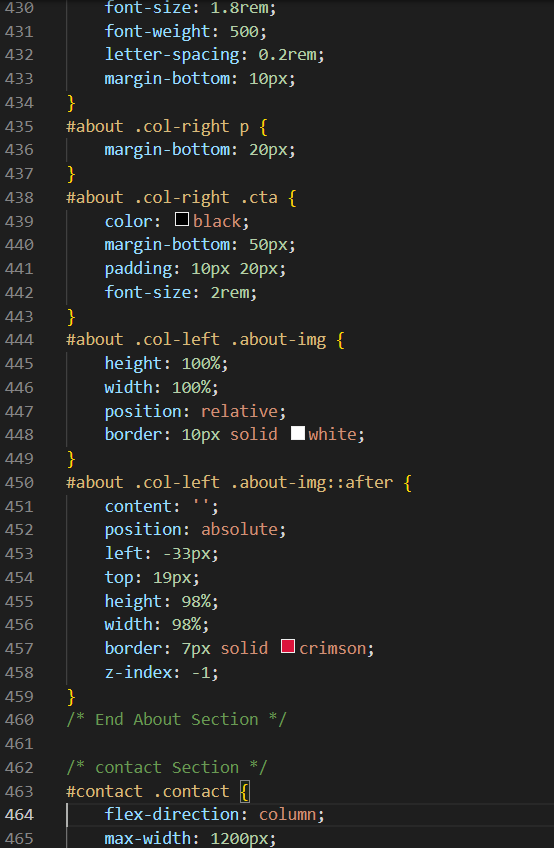 430 font-size: 1.8rem;
431 font-weight: 500;
432 letter-spacing: 0.2rem;
433 margin-bottom: 10px;
434 }
435 #about .col-right p {
436 margin-bottom: 20px;
437 }
438 #about .col-right .cta {
439 color: black;
440 margin-bottom: 50px;
441 padding: 10px 20px;
442 font-size: 2rem;
443 }
444 #about .col-left .about-img {
445 height: 100%;
446 width: 100%;
447 position: relative;
448 border: 10px solid white;
449 }
450 #about .col-left .about-img::after {
451 content: '';
452 position: absolute;
453 left: -33px;
454 top: 19px;
455 height: 98%;
456 width: 98%;
457 border: 7px solid crimson;
458 z-index: -1;
459 }
460 /* End About Section */
461
462 /* contact Section */
463 #contact .contact {
464 flex-direction: column;
465 max-width: 1200px;